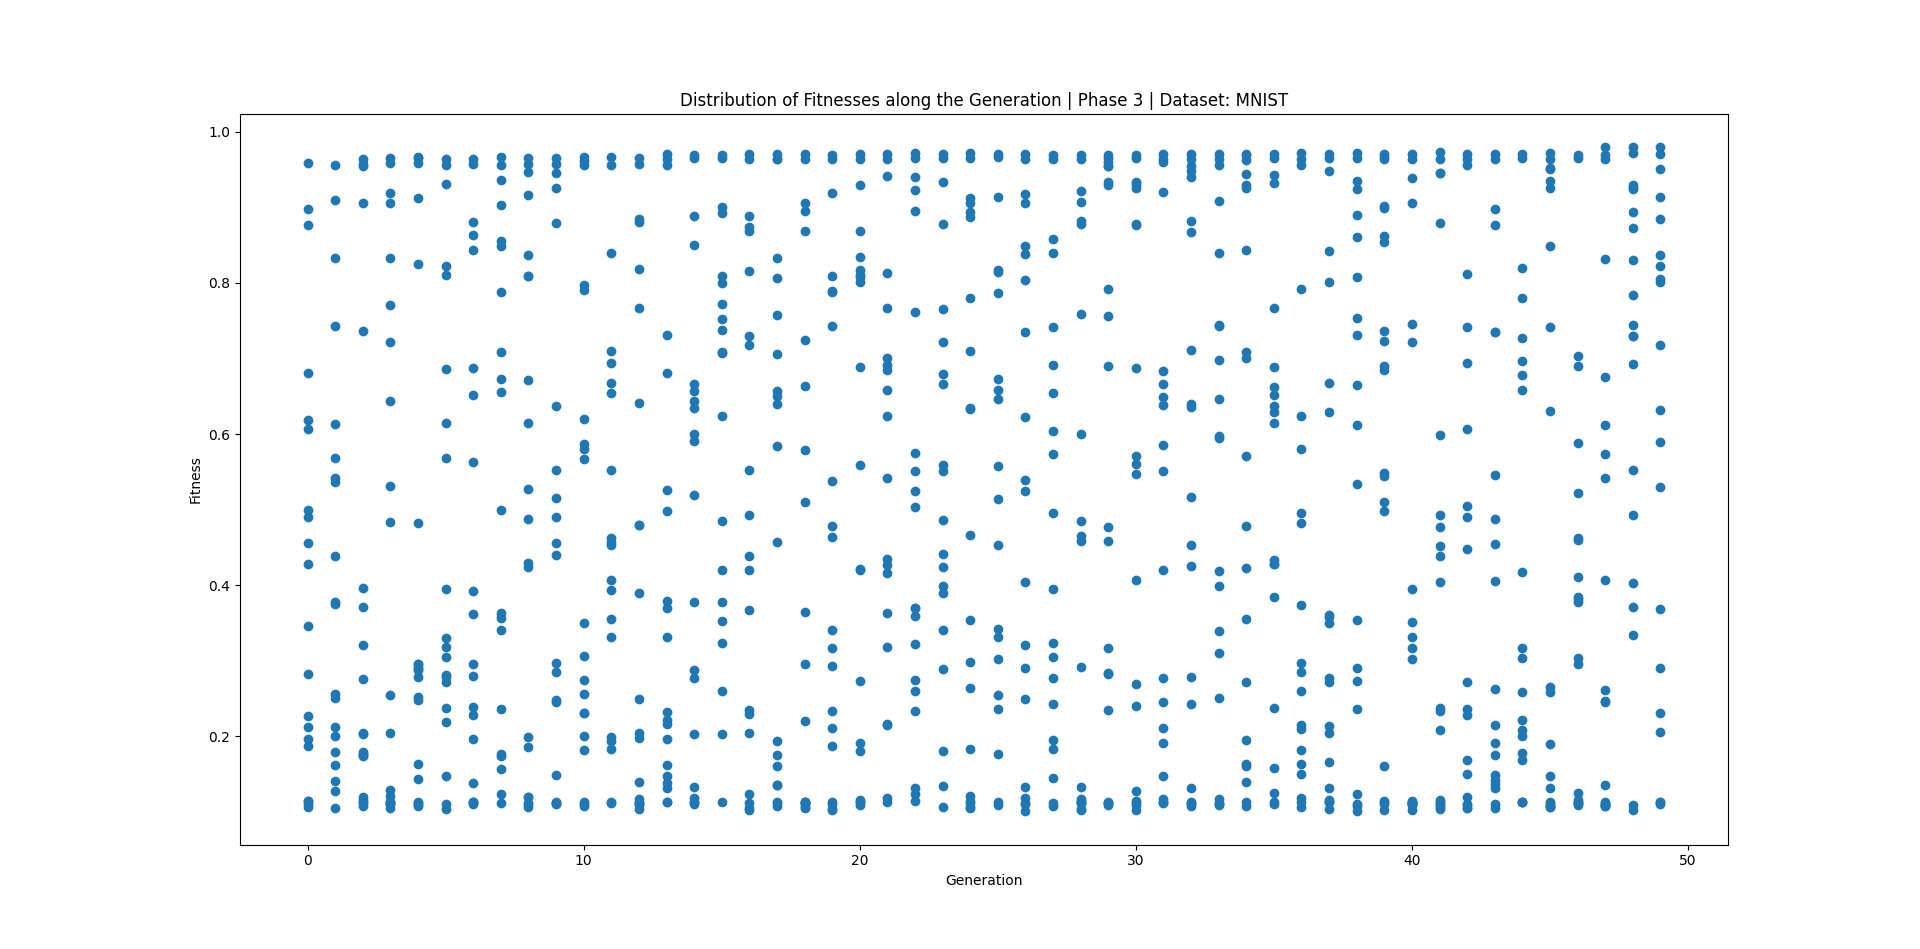 Distribution of Fitnesses along the Generation | Phase 3 | Dataset: MNIST
1.0
0.8
0.6
0.4
0.2
Fitness
0 10 20 30 40 50
Generation